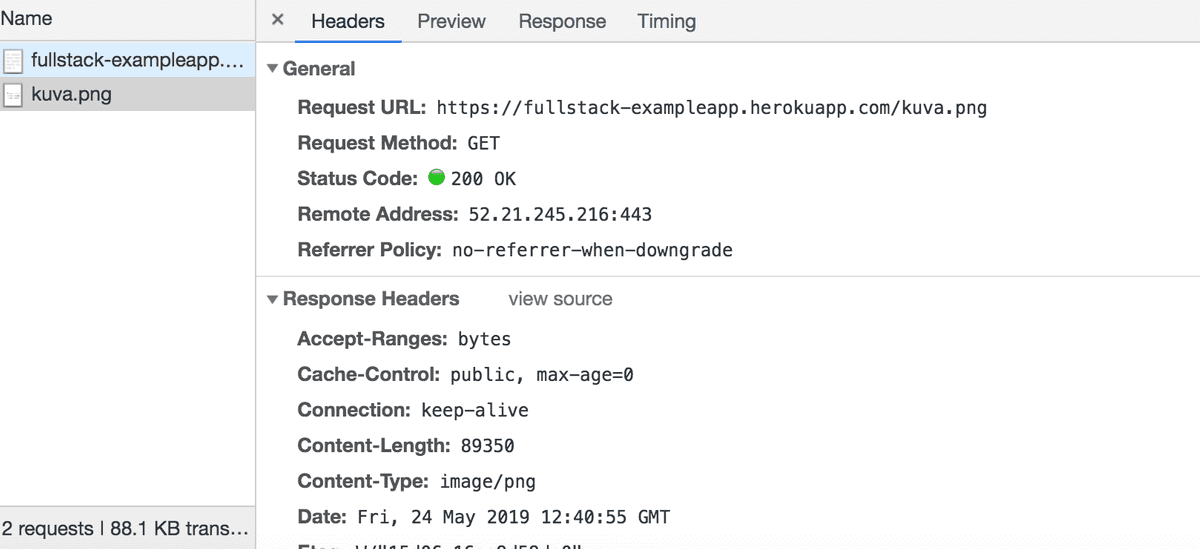 Name
fullstack-exampleapp....
kuva.png
2 requests | 88.1 KB trans...
× Headers Preview Response Timing
General
Request URL: https://fullstack-exampleapp.herokuapp.com/kuva.png
Request Method: GET
Status Code: 200 OK
Remote Address: 52.21.245.216:443
Referrer Policy: no-referrer-when-downgrade
Response Headers view source
Accept-Ranges: bytes
Cache-Control: public, max-age=0
Connection: keep-alive
Content-Length: 89350
Content-Type: image/png
Date: Fri, 24 May 2019 12:40:55 GMT